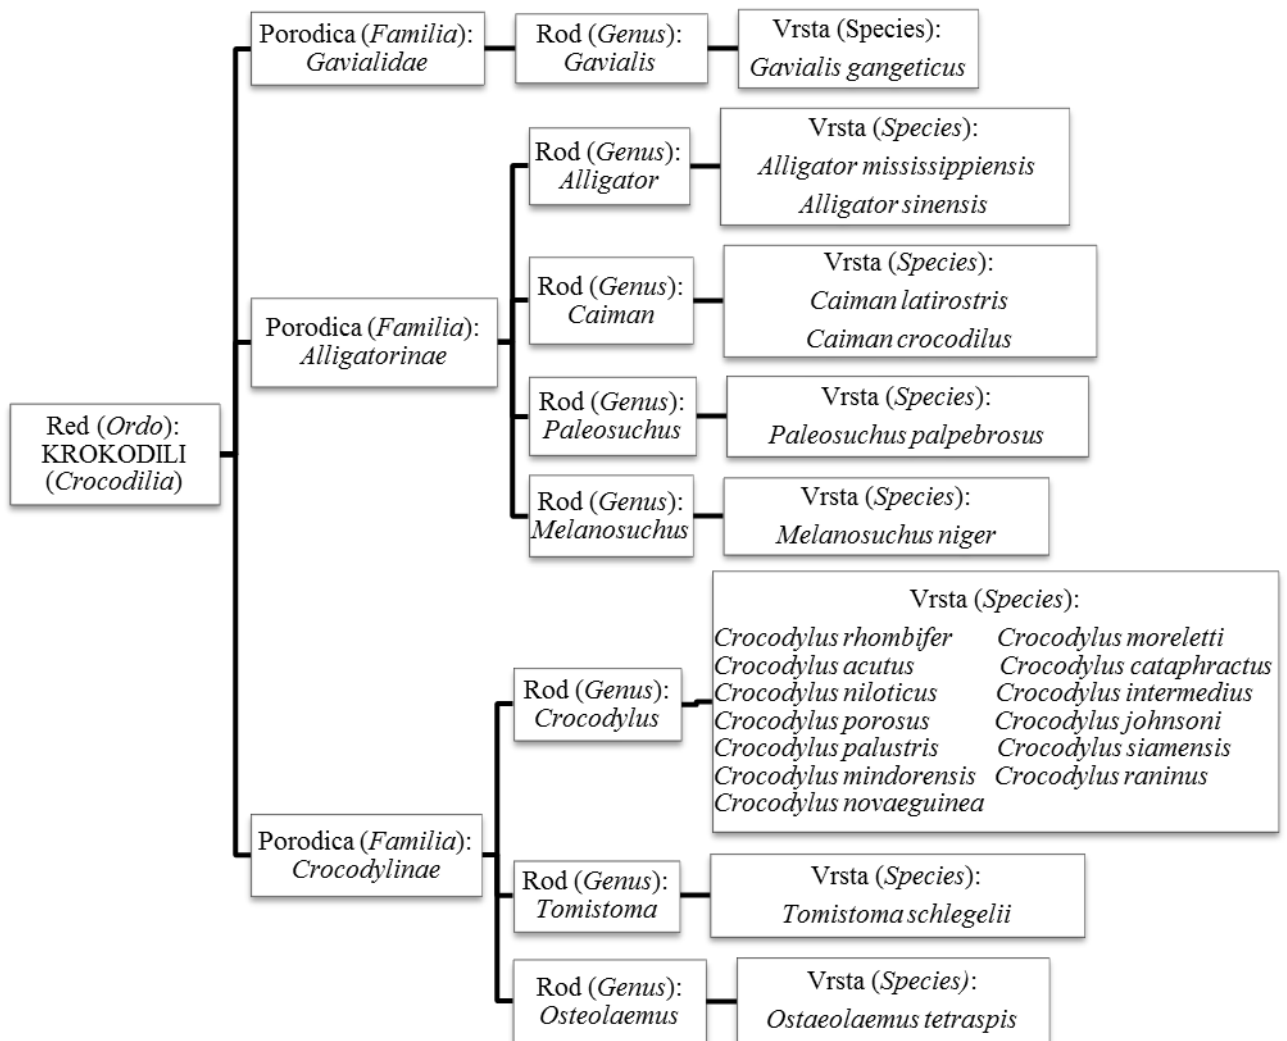 Red (Ordo):
KROKODILI
(Crocodilia)
Porodica (Familia):
Gavialidae
Rod (Genus):
Gavialis
Vrsta (Species):
Gavialis gangeticus
Porodica (Familia):
Alligatorinae
Rod (Genus):
Alligator
Vrsta (Species):
Alligator mississippiensis
Alligator sinensis
Rod (Genus):
Caiman
Vrsta (Species):
Caiman latirostris
Caiman crocodilus
Rod (Genus):
Paleosuchus
Vrsta (Species):
Paleosuchus palpebrosus
Rod (Genus):
Melanosuchus
Vrsta (Species):
Melanosuchus niger
Porodica (Familia):
Crocodylinae
Rod (Genus):
Crocodylus
Vrsta (Species):
Crocodylus rhombifer Crocodylus moreletti
Crocodylus acutus Crocodylus cataphractus
Crocodylus niloticus Crocodylus intermedius
Crocodylus porosus Crocodylus johnsoni
Crocodylus palustris Crocodylus siamensis
Crocodylus mindorensis Crocodylus raninus
Crocodylus novaeguinea
Rod (Genus):
Tomistoma
Vrsta (Species):
Tomistoma schlegelii
Rod (Genus):
Osteolaemus
Vrsta (Species):
Ostaeolaemus tetraspis